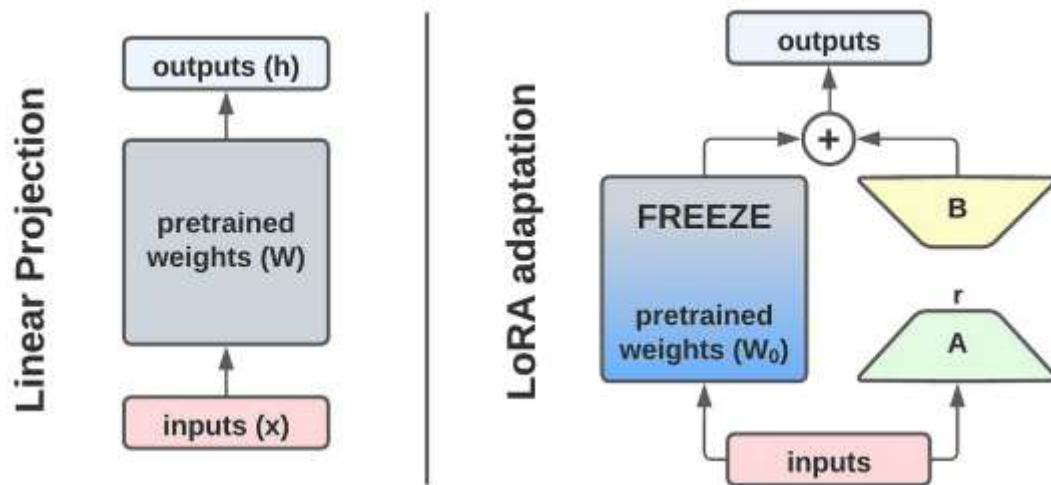 Linear Projection
outputs (h)
pretrained
weights (W)
inputs (x)
LoRA adaptation
outputs
+
FREEZE
pretrained
weights (W₀)
B
r
A
inputs